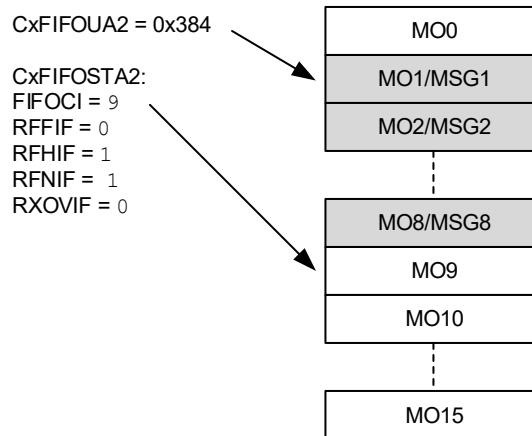 CxFIFOUA2 = 0x384
CxFIFOSTA2:
FIFOCI = 9
RFFIF = 0
RFHIF = 1
RFNIF = 1
RXOVIF = 0
MO0
MO1/MSG1
MO2/MSG2
MO8/MSG8
MO9
MO10
MO15